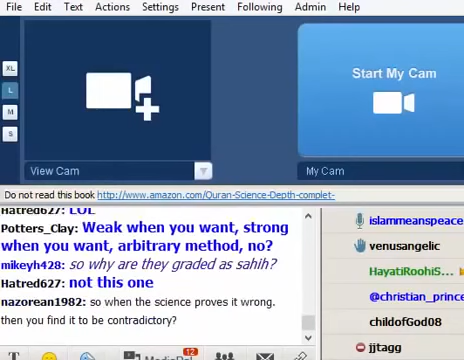 File Edit Text Actions Settings Present Following Admin Help
XL
L
M
S
Start My Cam
View Cam
My Cam
Do not read this book http://www.amazon.com/Quran-Science-Depth-complet-
Hatred627: LOL
Potters_Clay: Weak when you want, strong
when you want, arbitrary method, no?
mikeyh428: so why are they graded as sahih?
Hatred627: not this one
nazorean1982: so when the science proves it wrong.
then you find it to be contradictory?
islammeanspeace
venusangelic
HayatiRoohiS...
@christian_prince
childofGod08
jjtagg
12